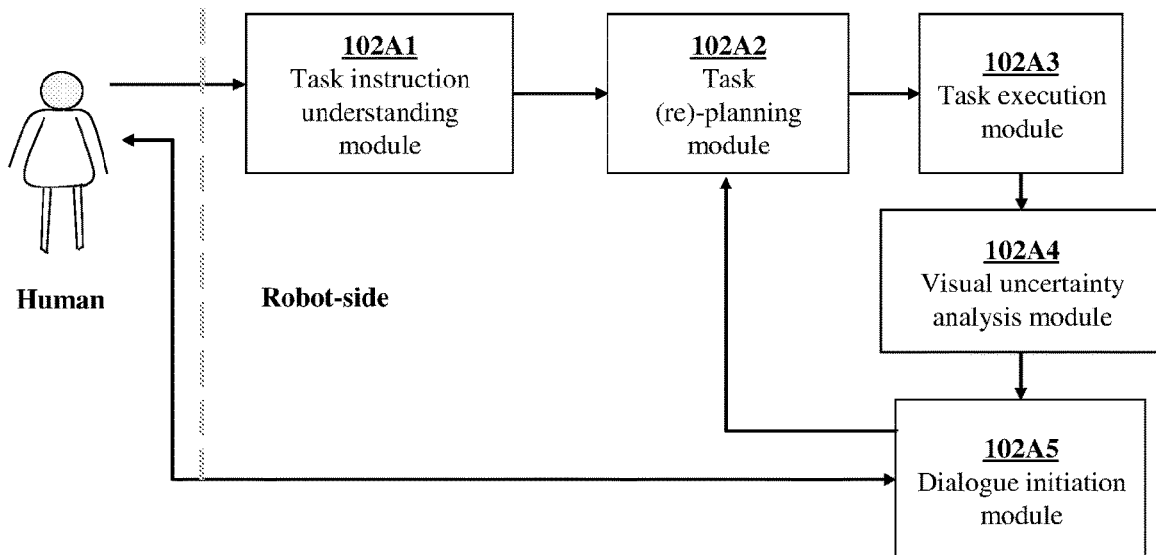 102A1
Task instruction
understanding
module
102A2
Task
(re)-planning
module
102A3
Task execution
module
102A4
Visual uncertainty
analysis module
Human
Robot-side
102A5
Dialogue initiation
module